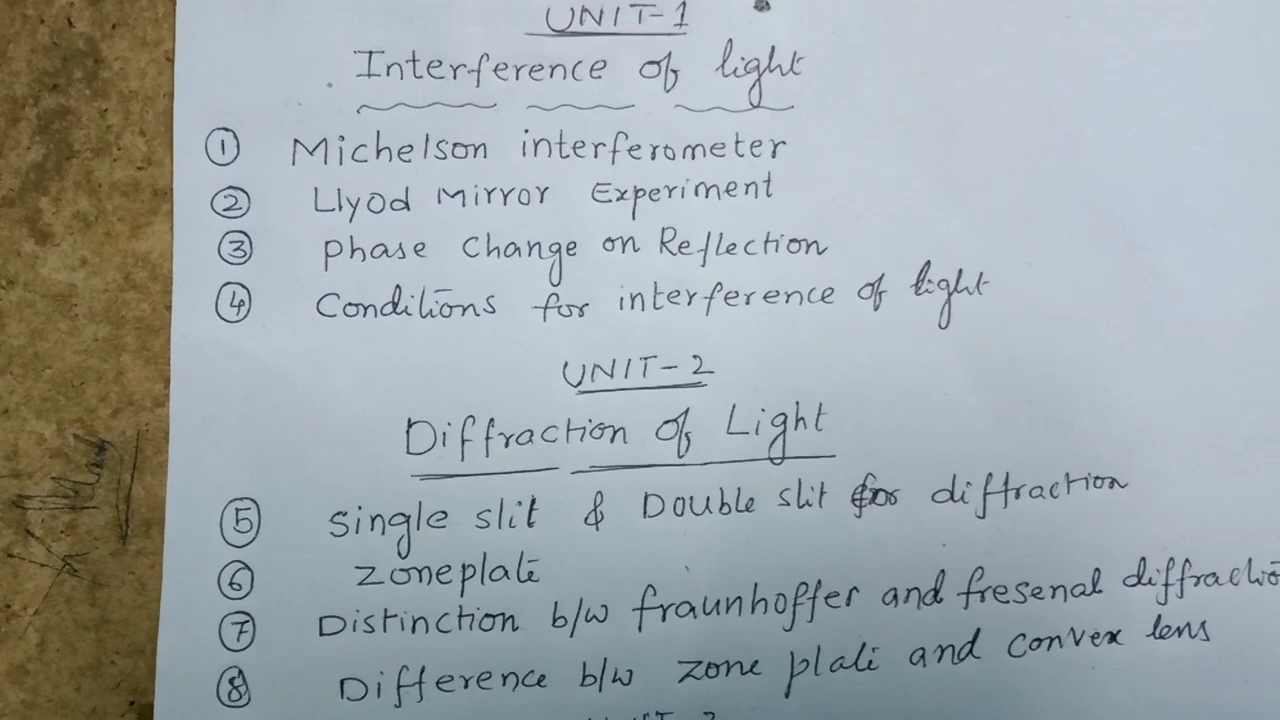 UNIT-1
Interference of light
① Michelson interferometer
② Llyod Mirror Experiment
③ Phase Change on Reflection
④ Conditions for interference of light
UNIT-2
Diffraction of Light
⑤ Single slit & Double slit for diffraction
⑥ Zoneplate
⑦ Distinction b/w fraunhoffer and fresenal diffractio
⑧ Difference b/w zone plate and convex lens